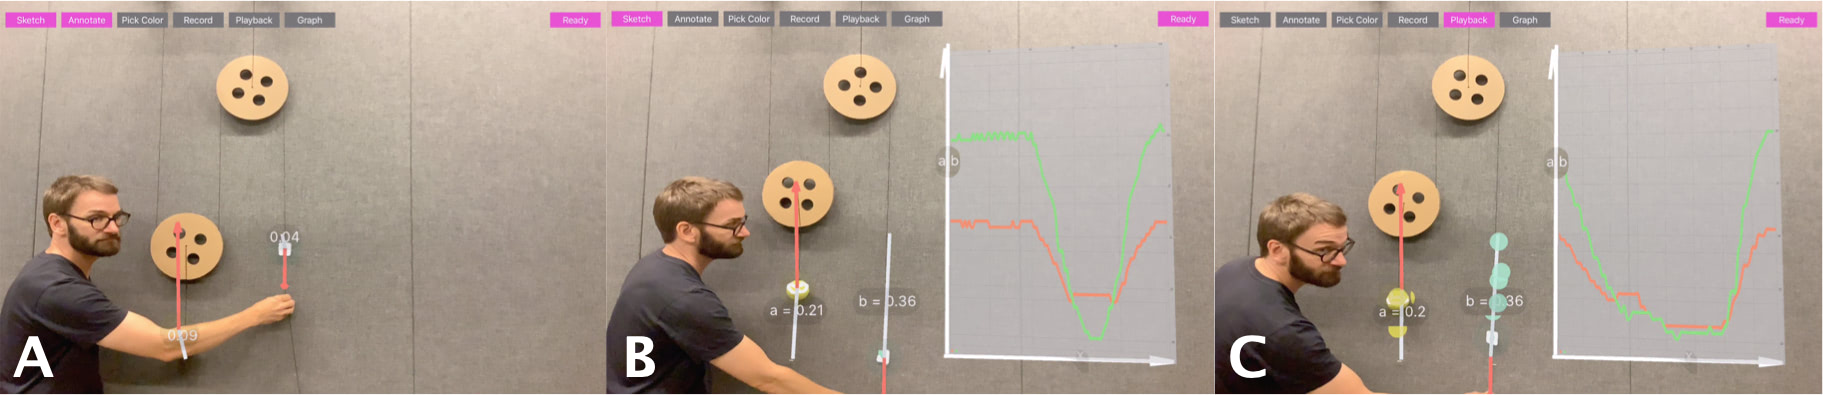 Sketch Annotate Pick Color Record Playback Graph Ready
0.04
0.09
A
Sketch Annotate Pick Color Record Playback Graph Ready
a b
b = 0.36
a = 0.21
x
B
Sketch Annotate Pick Color Record Playback Graph Ready
a b
b = 0.36
a = 0.2
x
C